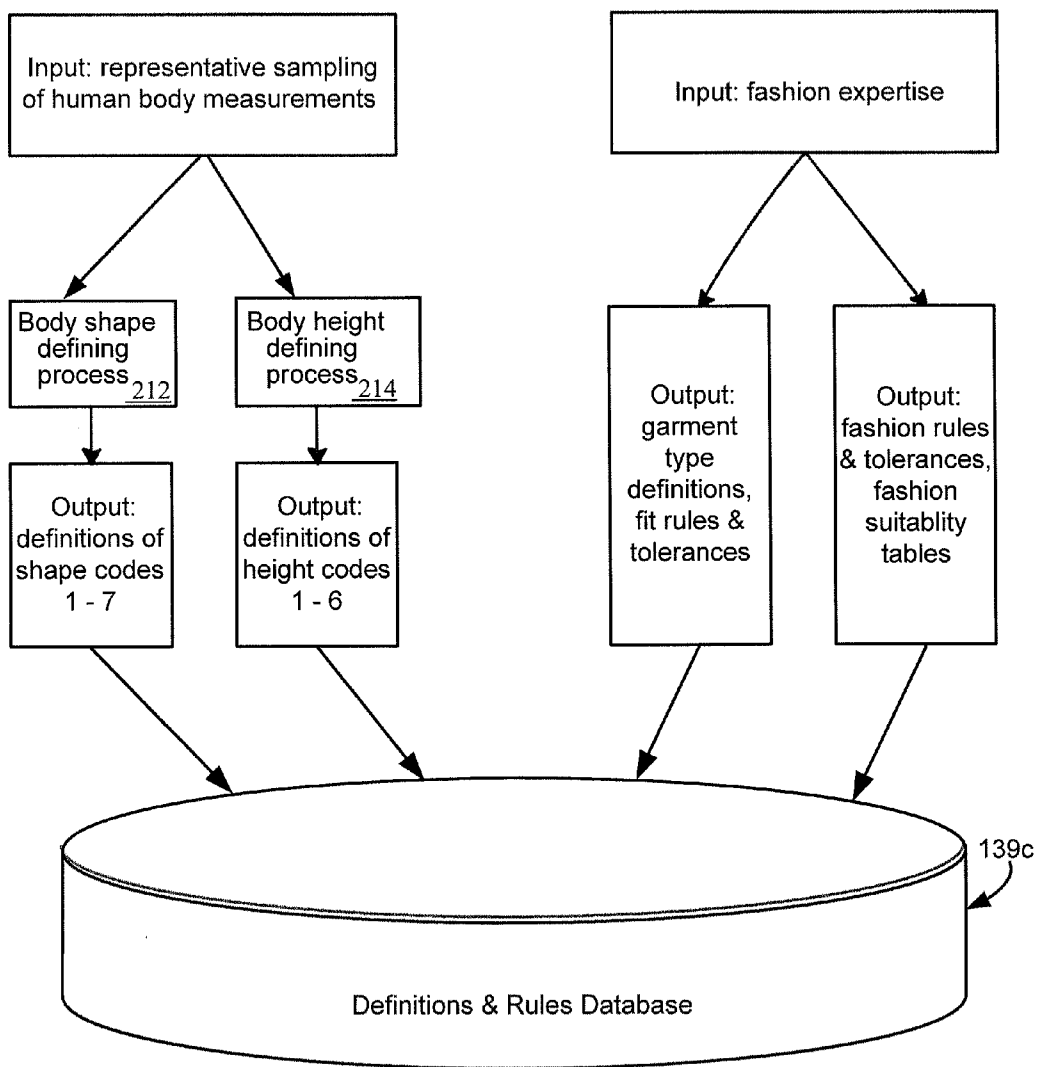 Input: representative sampling
of human body measurements
Input: fashion expertise
Body shape
defining
process 212
Body height
defining
process 214
Output:
definitions of
shape codes
1 - 7
Output:
definitions of
height codes
1 - 6
Output:
garment
type
definitions,
fit rules &
tolerances
Output:
fashion rules
& tolerances,
fashion
suitablity
tables
139c
Definitions & Rules Database